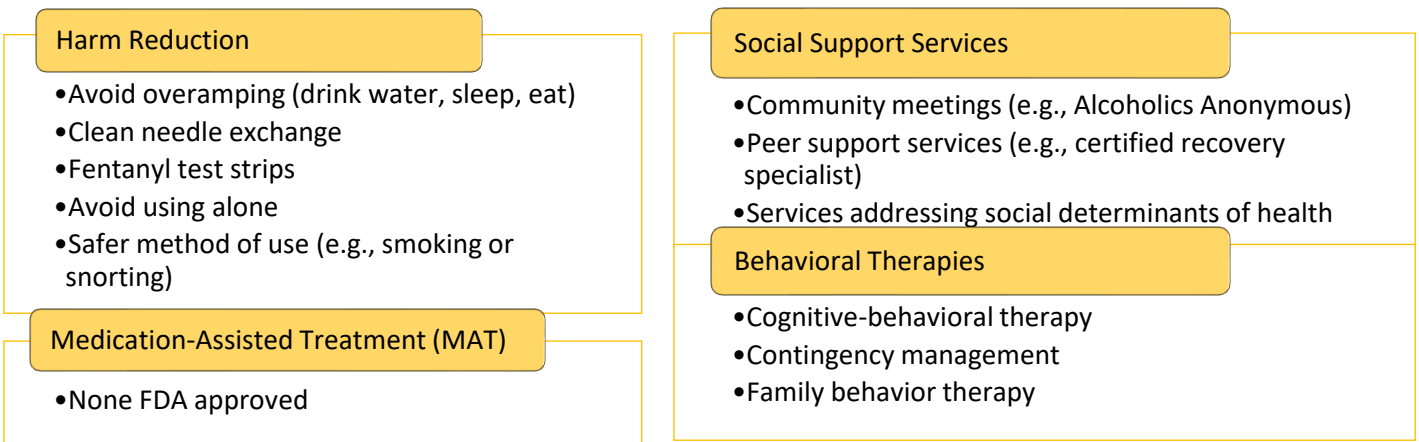 Harm Reduction
•Avoid overamping (drink water, sleep, eat)
•Clean needle exchange
•Fentanyl test strips
•Avoid using alone
•Safer method of use (e.g., smoking or
snorting)
Medication-Assisted Treatment (MAT)
•None FDA approved
Social Support Services
•Community meetings (e.g., Alcoholics Anonymous)
•Peer support services (e.g., certified recovery
specialist)
•Services addressing social determinants of health
Behavioral Therapies
•Cognitive-behavioral therapy
•Contingency management
•Family behavior therapy